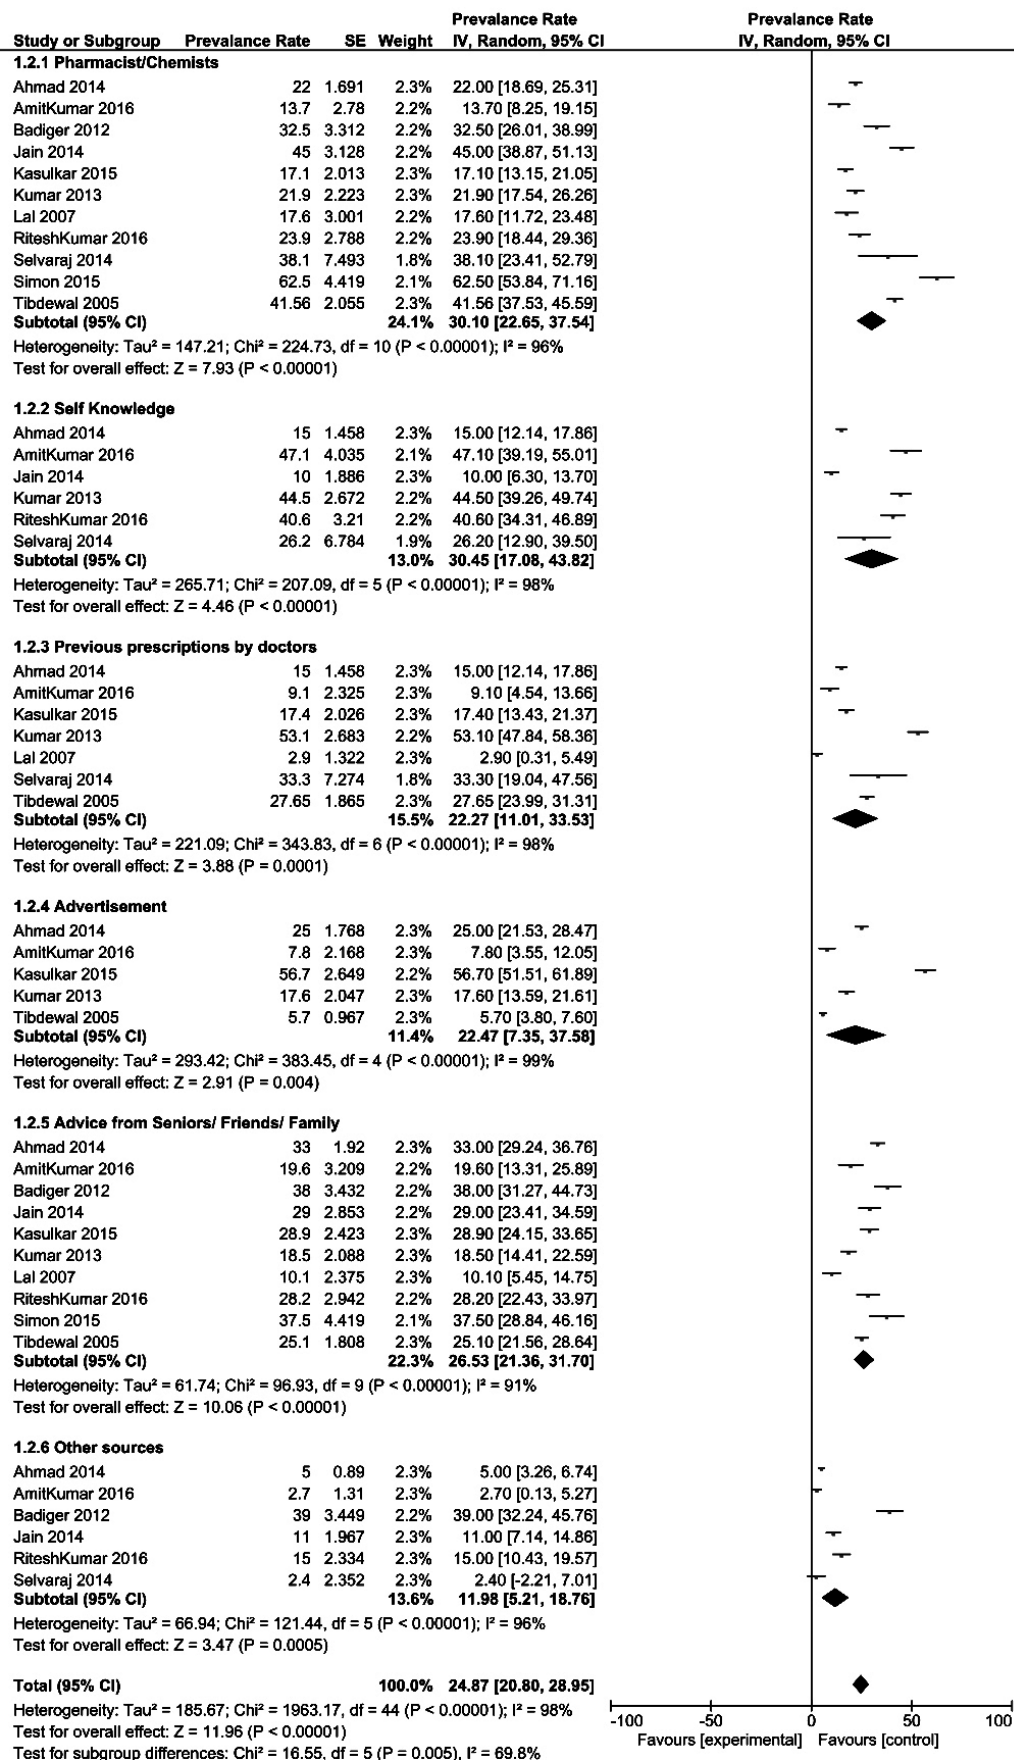 Prevalance Rate Prevalance Rate
Study or Subgroup Prevalance Rate SE Weight IV, Random, 95% CI IV, Random, 95% CI
1.2.1 Pharmacist/Chemists
Ahmad 2014 22 1.691 2.3% 22.00 [18.69, 25.31]
AmitKumar 2016 13.7 2.78 2.2% 13.70 [8.25, 19.15]
Badiger 2012 32.5 3.312 2.2% 32.50 [26.01, 38.99]
Jain 2014 45 3.128 2.2% 45.00 [38.87, 51.13]
Kasulkar 2015 17.1 2.013 2.3% 17.10 [13.15, 21.05]
Kumar 2013 21.9 2.223 2.3% 21.90 [17.54, 26.26]
Lal 2007 17.6 3.001 2.2% 17.60 [11.72, 23.48]
RiteshKumar 2016 23.9 2.788 2.2% 23.90 [18.44, 29.36]
Selvaraj 2014 38.1 7.493 1.8% 38.10 [23.41, 52.79]
Simon 2015 62.5 4.419 2.1% 62.50 [53.84, 71.16]
Tibdewal 2005 41.56 2.055 2.3% 41.56 [37.53, 45.59]
Subtotal (95% CI) 24.1% 30.10 [22.65, 37.54]
Heterogeneity: Tau² = 147.21; Chi² = 224.73, df = 10 (P < 0.00001); I² = 96%
Test for overall effect: Z = 7.93 (P < 0.00001)
1.2.2 Self Knowledge
Ahmad 2014 15 1.458 2.3% 15.00 [12.14, 17.86]
AmitKumar 2016 47.1 4.035 2.1% 47.10 [39.19, 55.01]
Jain 2014 10 1.886 2.3% 10.00 [6.30, 13.70]
Kumar 2013 44.5 2.672 2.2% 44.50 [39.26, 49.74]
RiteshKumar 2016 40.6 3.21 2.2% 40.60 [34.31, 46.89]
Selvaraj 2014 26.2 6.784 1.9% 26.20 [12.90, 39.50]
Subtotal (95% CI) 13.0% 30.45 [17.08, 43.82]
Heterogeneity: Tau² = 265.71; Chi² = 207.09, df = 5 (P < 0.00001); I² = 98%
Test for overall effect: Z = 4.46 (P < 0.00001)
1.2.3 Previous prescriptions by doctors
Ahmad 2014 15 1.458 2.3% 15.00 [12.14, 17.86]
AmitKumar 2016 9.1 2.325 2.3% 9.10 [4.54, 13.66]
Kasulkar 2015 17.4 2.026 2.3% 17.40 [13.43, 21.37]
Kumar 2013 53.1 2.683 2.2% 53.10 [47.84, 58.36]
Lal 2007 2.9 1.322 2.3% 2.90 [0.31, 5.49]
Selvaraj 2014 33.3 7.274 1.8% 33.30 [19.04, 47.56]
Tibdewal 2005 27.65 1.865 2.3% 27.65 [23.99, 31.31]
Subtotal (95% CI) 15.5% 22.27 [11.01, 33.53]
Heterogeneity: Tau² = 221.09; Chi² = 343.83, df = 6 (P < 0.00001); I² = 98%
Test for overall effect: Z = 3.88 (P = 0.0001)
1.2.4 Advertisement
Ahmad 2014 25 1.768 2.3% 25.00 [21.53, 28.47]
AmitKumar 2016 7.8 2.168 2.3% 7.80 [3.55, 12.05]
Kasulkar 2015 56.7 2.649 2.2% 56.70 [51.51, 61.89]
Kumar 2013 17.6 2.047 2.3% 17.60 [13.59, 21.61]
Tibdewal 2005 5.7 0.967 2.3% 5.70 [3.80, 7.60]
Subtotal (95% CI) 11.4% 22.47 [7.35, 37.58]
Heterogeneity: Tau² = 293.42; Chi² = 383.45, df = 4 (P < 0.00001); I² = 99%
Test for overall effect: Z = 2.91 (P = 0.004)
1.2.5 Advice from Seniors/ Friends/ Family
Ahmad 2014 33 1.92 2.3% 33.00 [29.24, 36.76]
AmitKumar 2016 19.6 3.209 2.2% 19.60 [13.31, 25.89]
Badiger 2012 38 3.432 2.2% 38.00 [31.27, 44.73]
Jain 2014 29 2.853 2.2% 29.00 [23.41, 34.59]
Kasulkar 2015 28.9 2.423 2.3% 28.90 [24.15, 33.65]
Kumar 2013 18.5 2.088 2.3% 18.50 [14.41, 22.59]
Lal 2007 10.1 2.375 2.3% 10.10 [5.45, 14.75]
RiteshKumar 2016 28.2 2.942 2.2% 28.20 [22.43, 33.97]
Simon 2015 37.5 4.419 2.1% 37.50 [28.84, 46.16]
Tibdewal 2005 25.1 1.808 2.3% 25.10 [21.56, 28.64]
Subtotal (95% CI) 22.3% 26.53 [21.36, 31.70]
Heterogeneity: Tau² = 61.74; Chi² = 96.93, df = 9 (P < 0.00001); I² = 91%
Test for overall effect: Z = 10.06 (P < 0.00001)
1.2.6 Other sources
Ahmad 2014 5 0.89 2.3% 5.00 [3.26, 6.74]
AmitKumar 2016 2.7 1.31 2.3% 2.70 [0.13, 5.27]
Badiger 2012 39 3.449 2.2% 39.00 [32.24, 45.76]
Jain 2014 11 1.967 2.3% 11.00 [7.14, 14.86]
RiteshKumar 2016 15 2.334 2.3% 15.00 [10.43, 19.57]
Selvaraj 2014 2.4 2.352 2.3% 2.40 [-2.21, 7.01]
Subtotal (95% CI) 13.6% 11.98 [5.21, 18.76]
Heterogeneity: Tau² = 66.94; Chi² = 121.44, df = 5 (P < 0.00001); I² = 96%
Test for overall effect: Z = 3.47 (P = 0.0005)
Total (95% CI) 100.0% 24.87 [20.80, 28.95]
Heterogeneity: Tau² = 185.67; Chi² = 1963.17, df = 44 (P < 0.00001); I² = 98%
-100 -50 0 50 100
Test for overall effect: Z = 11.96 (P < 0.00001)
Favours [experimental] Favours [control]
Test for subgroup differences: Chi² = 16.55, df = 5 (P = 0.005), I² = 69.8%